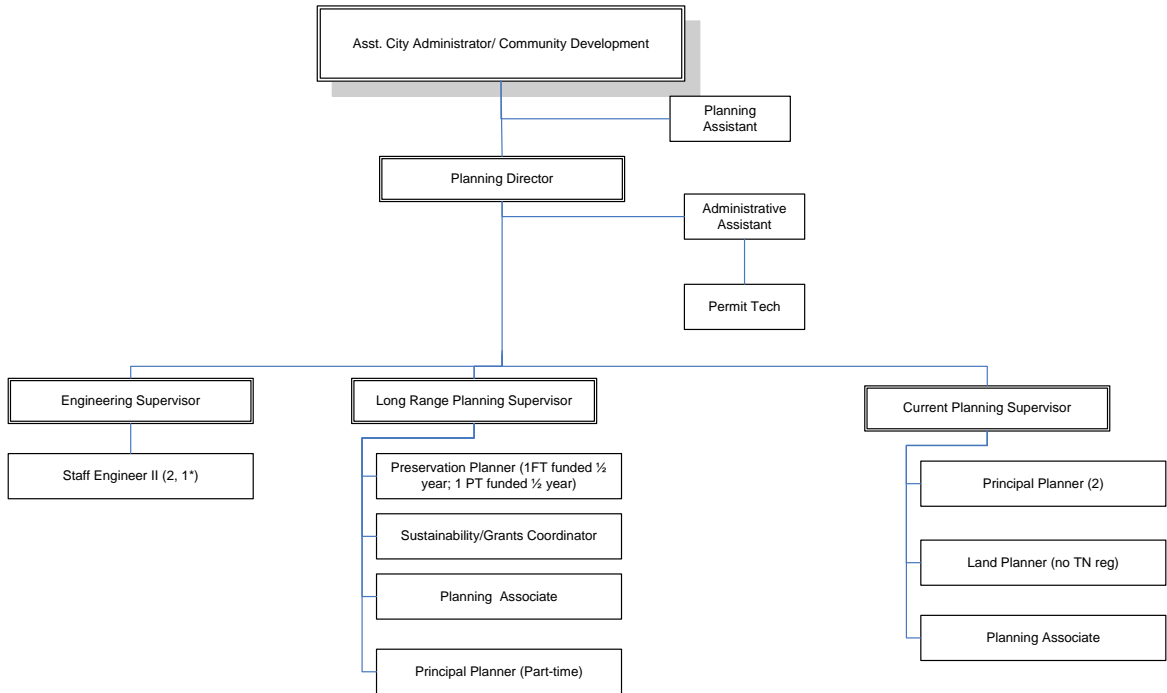 Asst. City Administrator/ Community Development
Planning
Assistant
Planning Director
Administrative
Assistant
Permit Tech
Engineering Supervisor
Long Range Planning Supervisor
Current Planning Supervisor
Staff Engineer II (2, 1*)
Preservation Planner (1FT funded ½
year; 1 PT funded ½ year)
Sustainability/Grants Coordinator
Planning Associate
Principal Planner (Part-time)
Principal Planner (2)
Land Planner (no TN reg)
Planning Associate